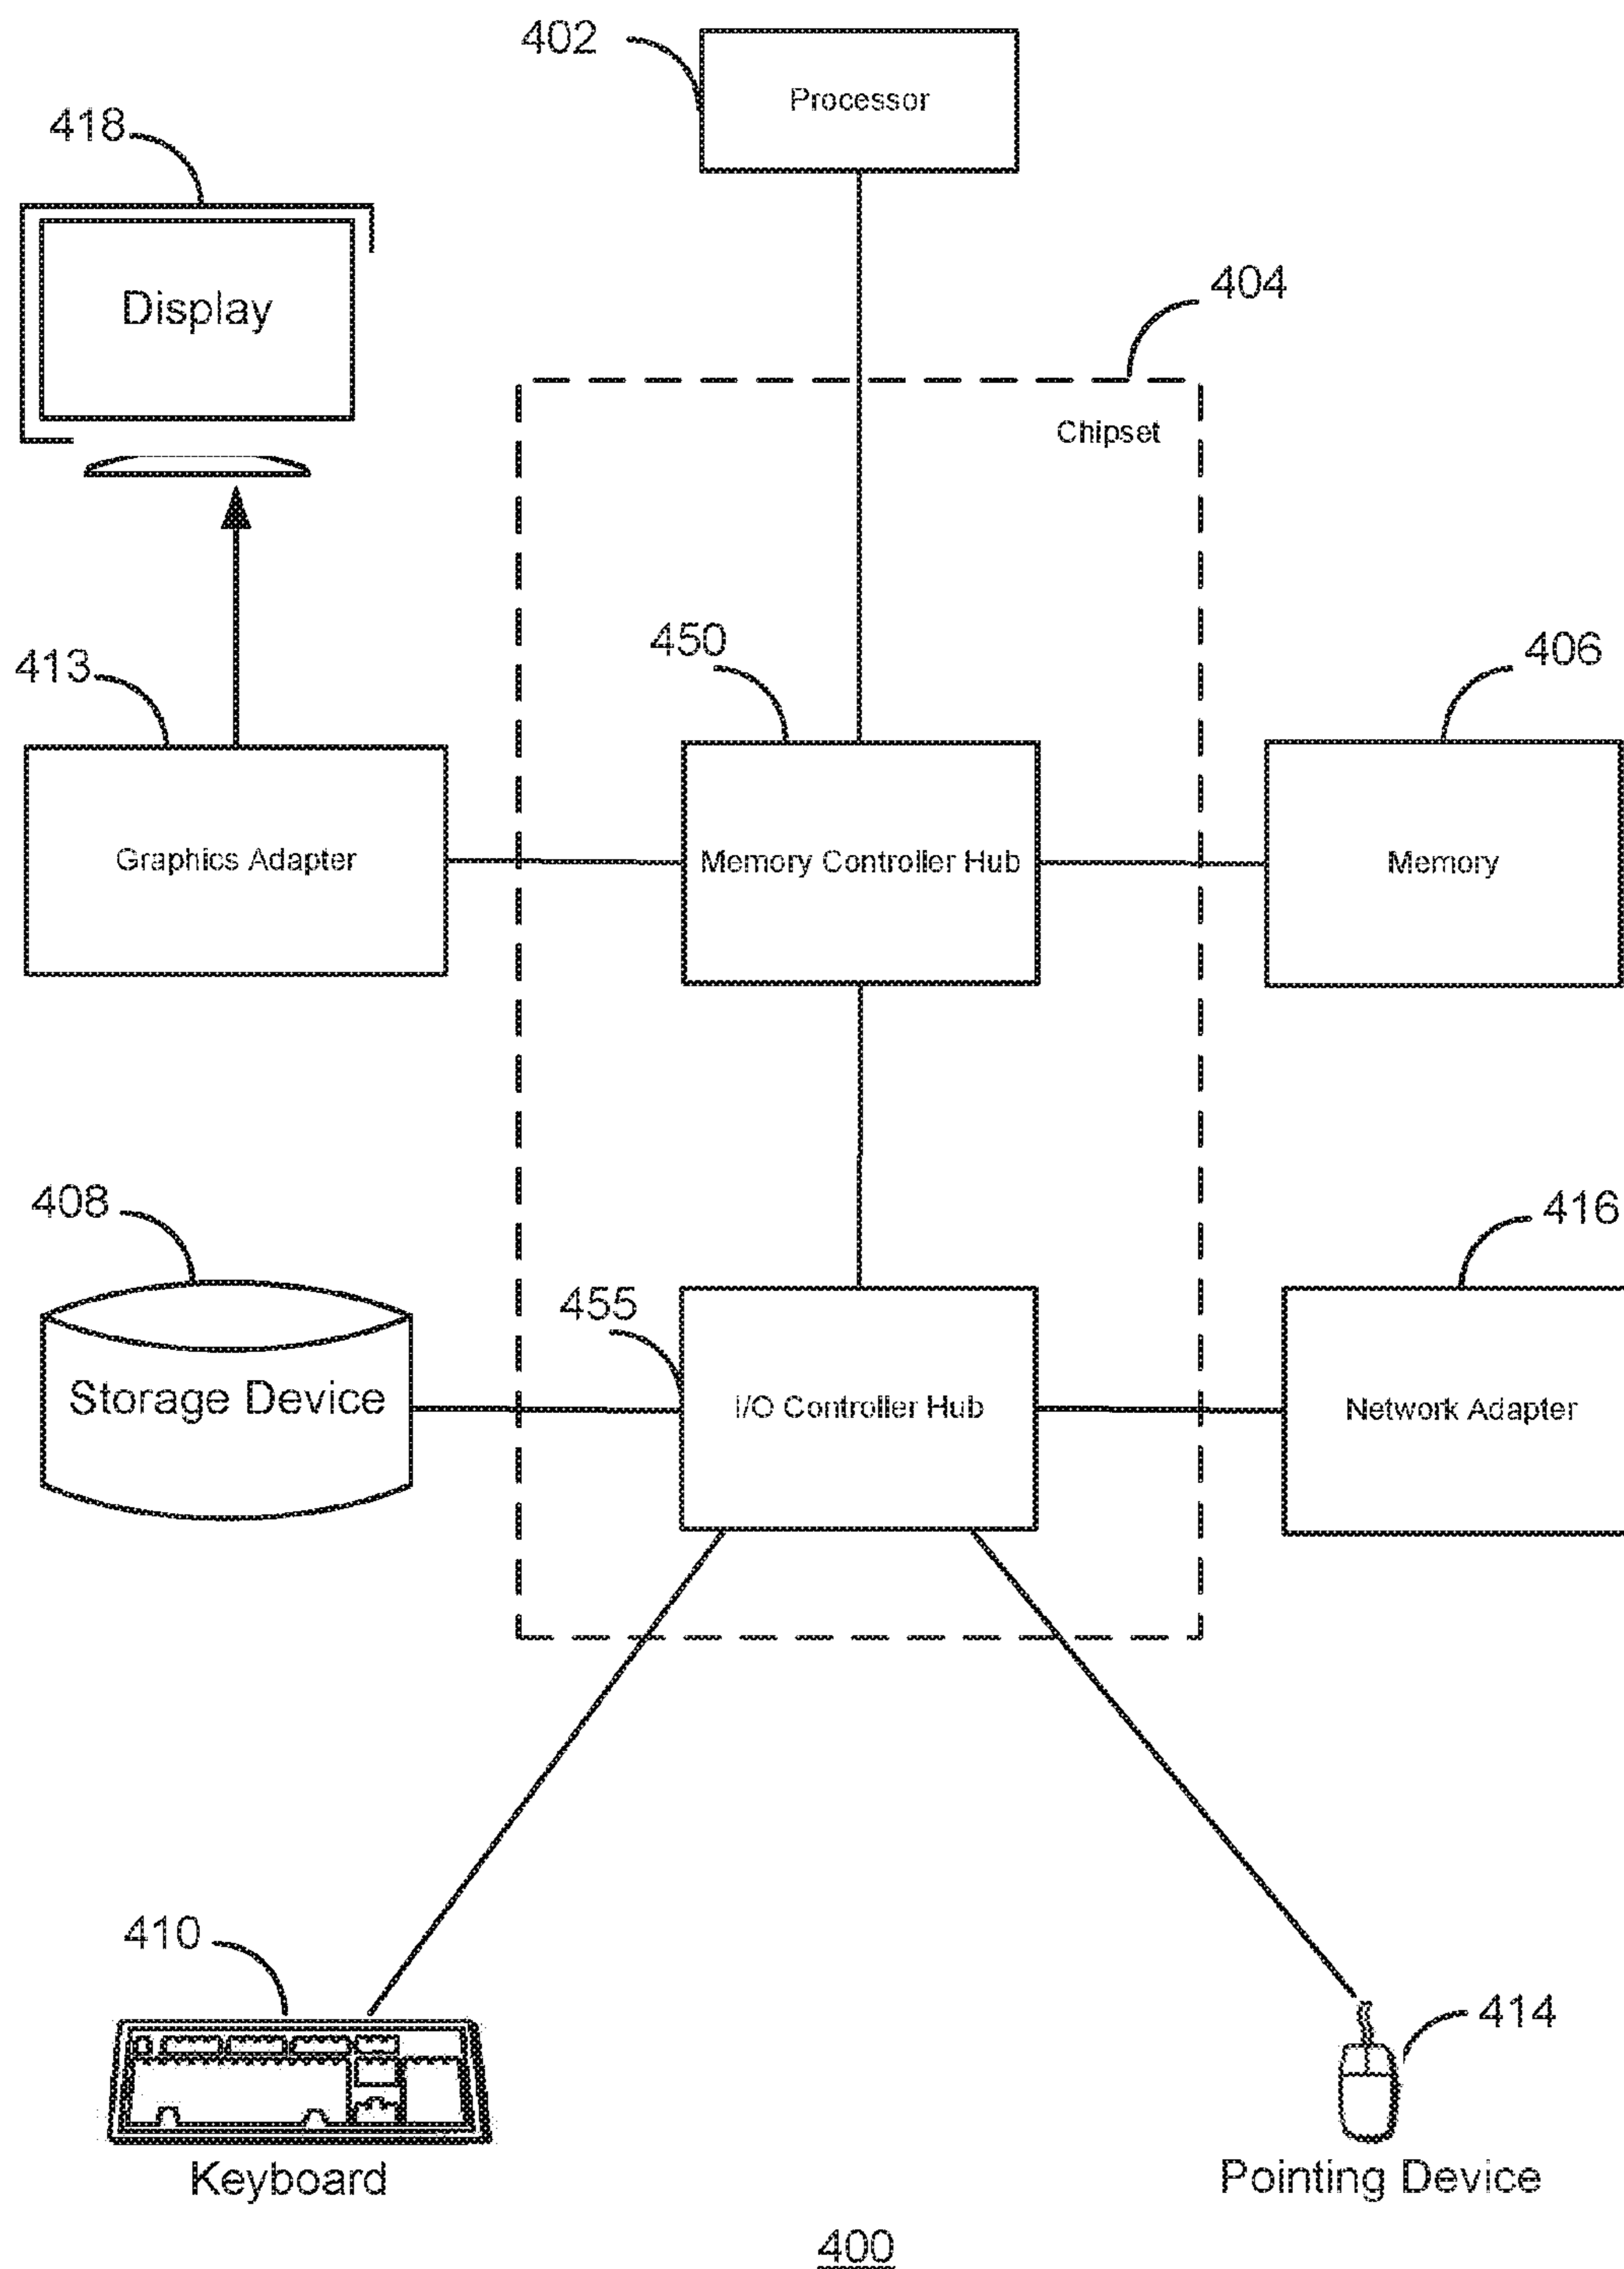 402
Processor
418
Display
404
Chipset
413
450
406
Graphics Adapter
Memory Controller Hub
Memory
408
455
416
Storage Device
I/O Controller Hub
Network Adapter
410
414
Keyboard
Pointing Device
400